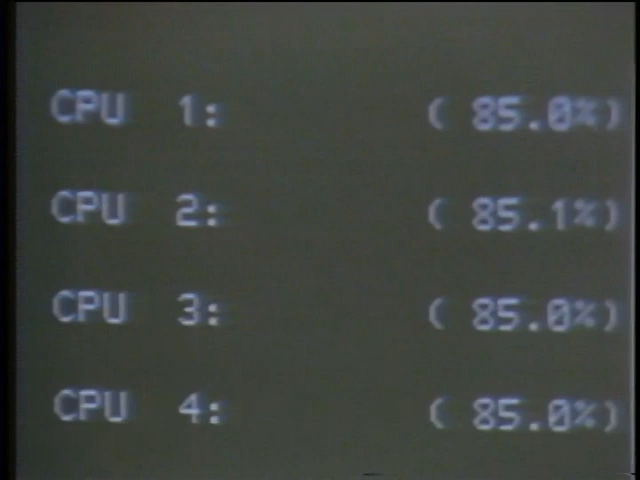 CPU 1: ( 85.0%)
CPU 2: ( 85.1%)
CPU 3: ( 85.0%)
CPU 4: ( 85.0%)